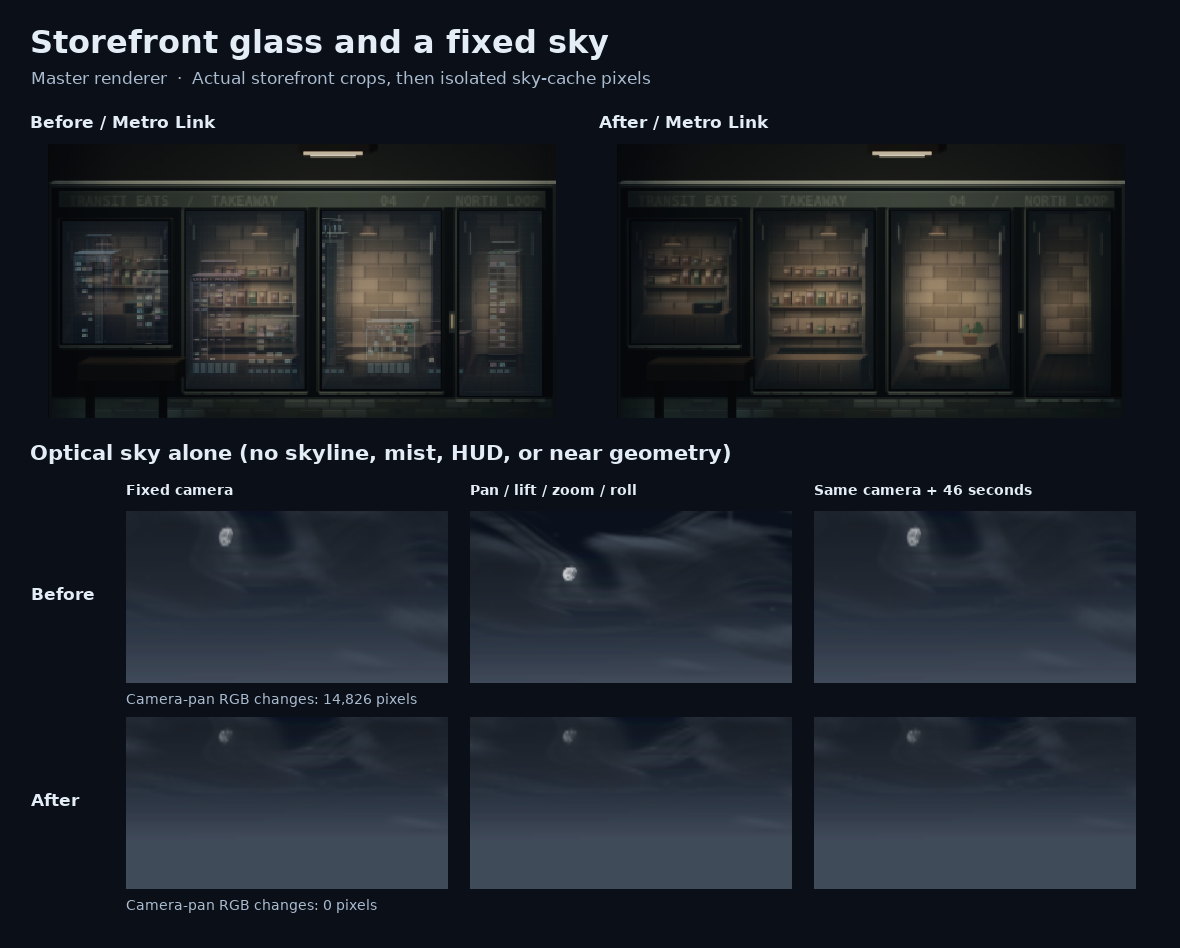 Storefront glass and a fixed sky
Master renderer · Actual storefront crops, then isolated sky-cache pixels
Before / Metro Link
After / Metro Link
TRANSIT EATS / TAKEAWAY 04 / NORTH LOOP
TRANSIT EATS / TAKEAWAY 04 / NORTH LOOP
Optical sky alone (no skyline, mist, HUD, or near geometry)
Fixed camera
Pan / lift / zoom / roll
Same camera + 46 seconds
Before
Camera-pan RGB changes: 14,826 pixels
After
Camera-pan RGB changes: 0 pixels